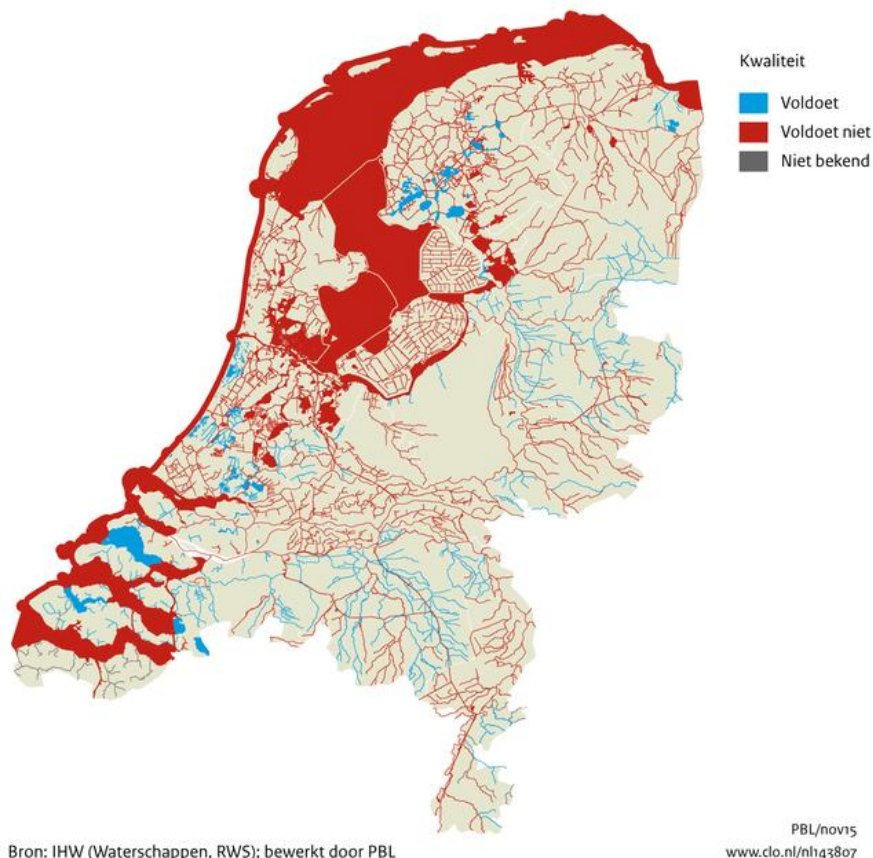 Kwaliteit
Voldoet
Voldoet niet
Niet bekend
PBL/nov15
Bron: IHW (Waterschappen, RWS); bewerkt door PBL
www.clo.nl/nl143807